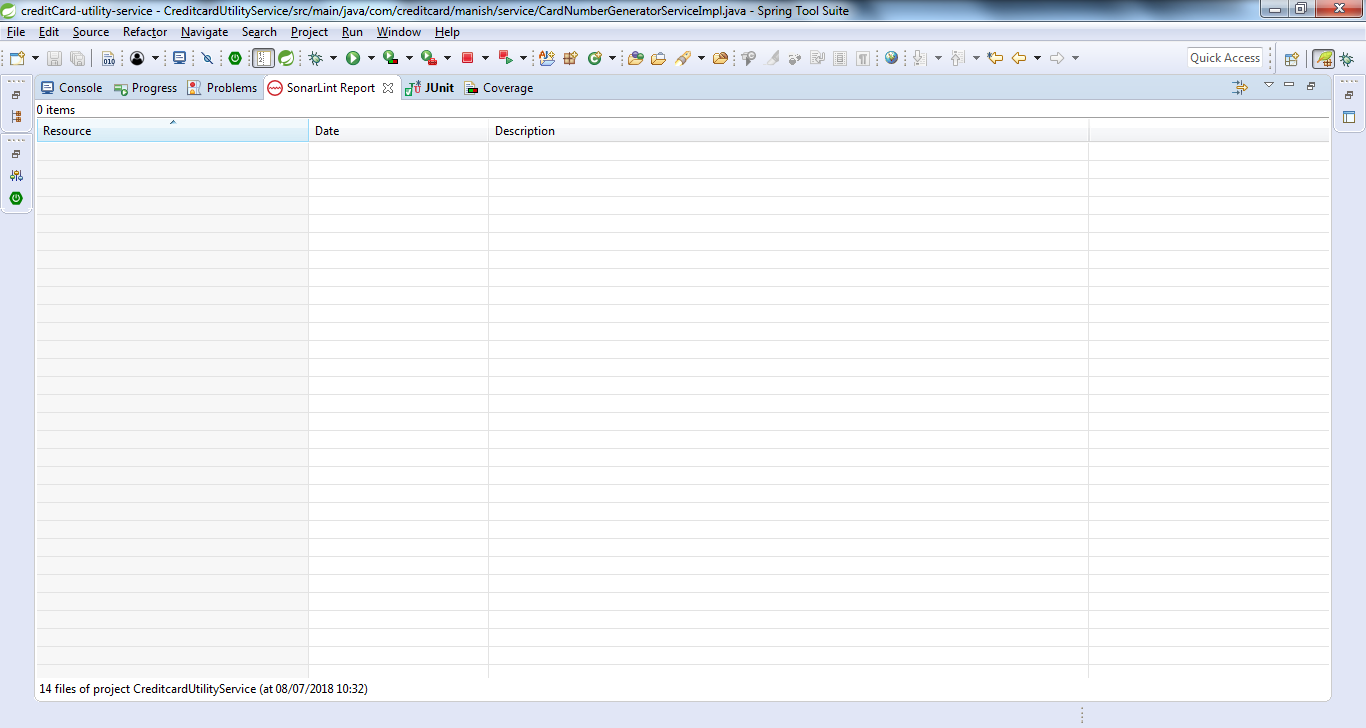 creditCard-utility-service - CreditcardUtilityService/src/main/java/com/creditcard/manish/service/CardNumberGeneratorServiceImpl.java - Spring Tool Suite
File Edit Source Refactor Navigate Search Project Run Window Help
Quick Access
Console Progress Problems SonarLint Report JUnit Coverage
0 items
Resource Date Description
14 files of project CreditcardUtilityService (at 08/07/2018 10:32)